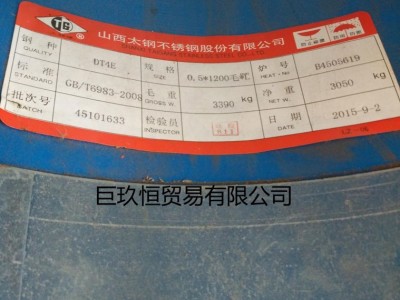 TG ®
山西太钢不锈钢股份有限公司
钢种 QUALITY UT4E 规格 SIZE 0.5*1200毛 炉号 HEAT No B4505619
标准 STANDARD GB/T6983-2008 毛重 GROSS W. 3390 kg 净重 NET W. 3050 kg
批次号 BATCH. 45101633 检验员 INSPECTOR 日期 DATE 2015-9-2
巨玖恒贸易有限公司